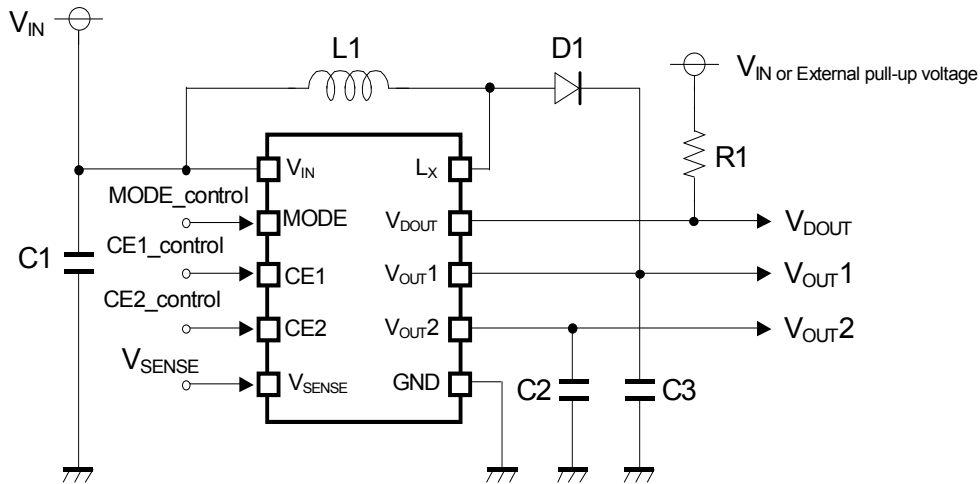 VIN
L1
D1
VIN or External pull-up voltage
R1
VIN
LX
MODE_control
MODE
VDOUT
VDOUT
C1
CE1_control
CE1
VOUT1
VOUT1
CE2_control
CE2
VOUT2
VOUT2
VSENSE
VSENSE
GND
C2
C3